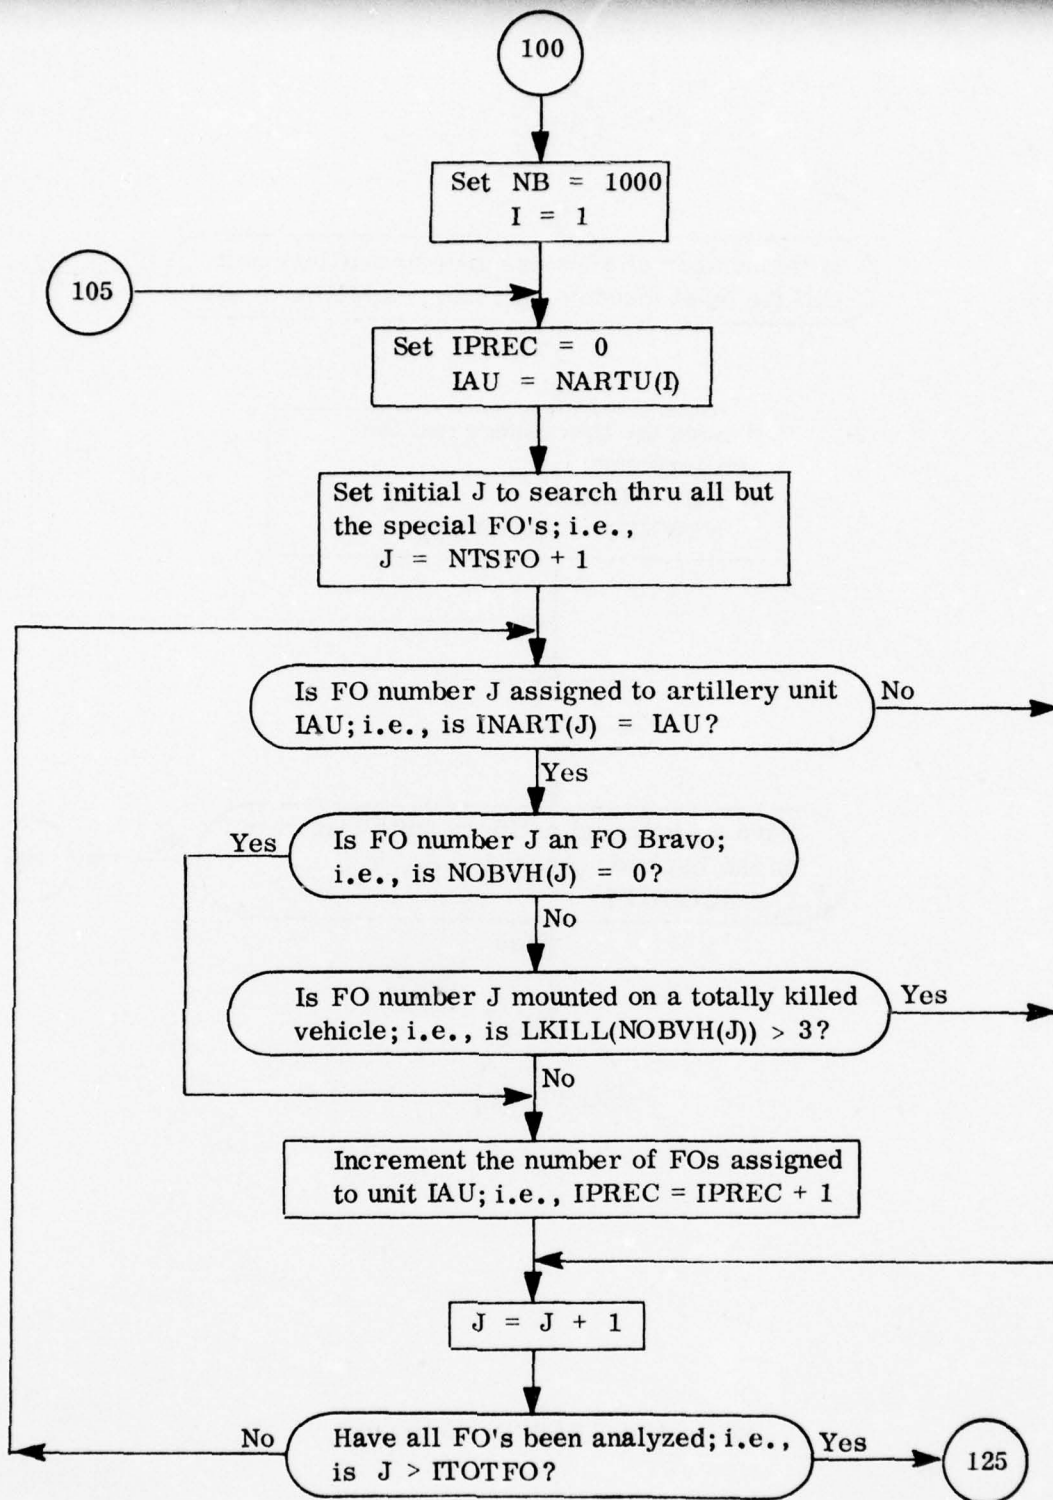 100
Set NB = 1000
I = 1
105
Set IPREC = 0
IAU = NARTU(I)
Set initial J to search thru all but
the special FO's; i.e.,
J = NTSFO + 1
Is FO number J assigned to artillery unit
IAU; i.e., is INART(J) = IAU?
No
Yes
Is FO number J an FO Bravo;
i.e., is NOBVH(J) = 0?
Yes
No
Is FO number J mounted on a totally killed
vehicle; i.e., is LKILL(NOBVH(J)) > 3?
Yes
No
Increment the number of FOs assigned
to unit IAU; i.e., IPREC = IPREC + 1
J = J + 1
Have all FO's been analyzed; i.e.,
is J > ITOTFO?
No
Yes
125